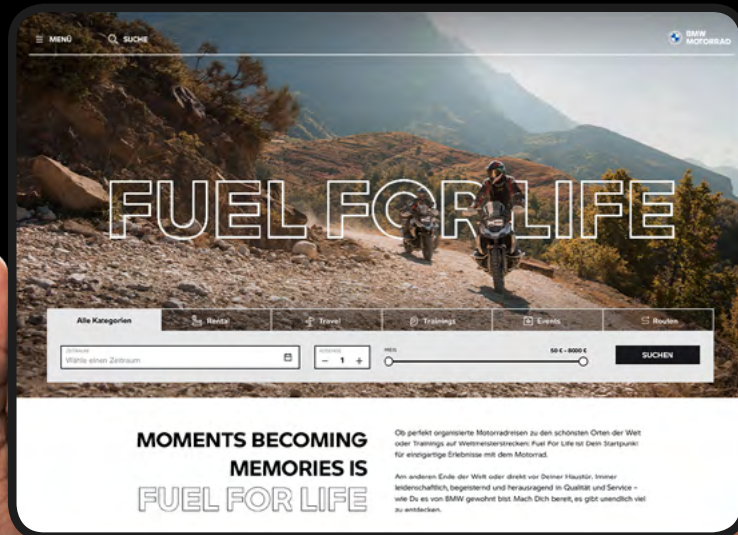 MENÜ
SUCHE
BMW
MOTORRAD
FUEL FOR LIFE
Alle Kategorien
Rental
Travel
Trainings
Events
Routen
ZEITRAUM
Wähle einen Zeitraum
- 1 +
PREIS
50 € - 8000 €
SUCHEN
MOMENTS BECOMING
MEMORIES IS
FUEL FOR LIFE
Ob perfekt organisierte Motorradreisen zu den schönsten Orten der Welt
oder Trainings auf Weltmeisterstrecken: Fuel For Life ist Dein Startpunkt
für einzigartige Erlebnisse mit dem Motorrad.
Am anderen Ende der Welt oder direkt vor Deiner Haustür. Immer
leidenschaftlich, begeisternd und herausragend in Qualität und Service –
wie Du es von BMW gewohnt bist. Mach Dich bereit, es gibt unendlich viel
zu entdecken.